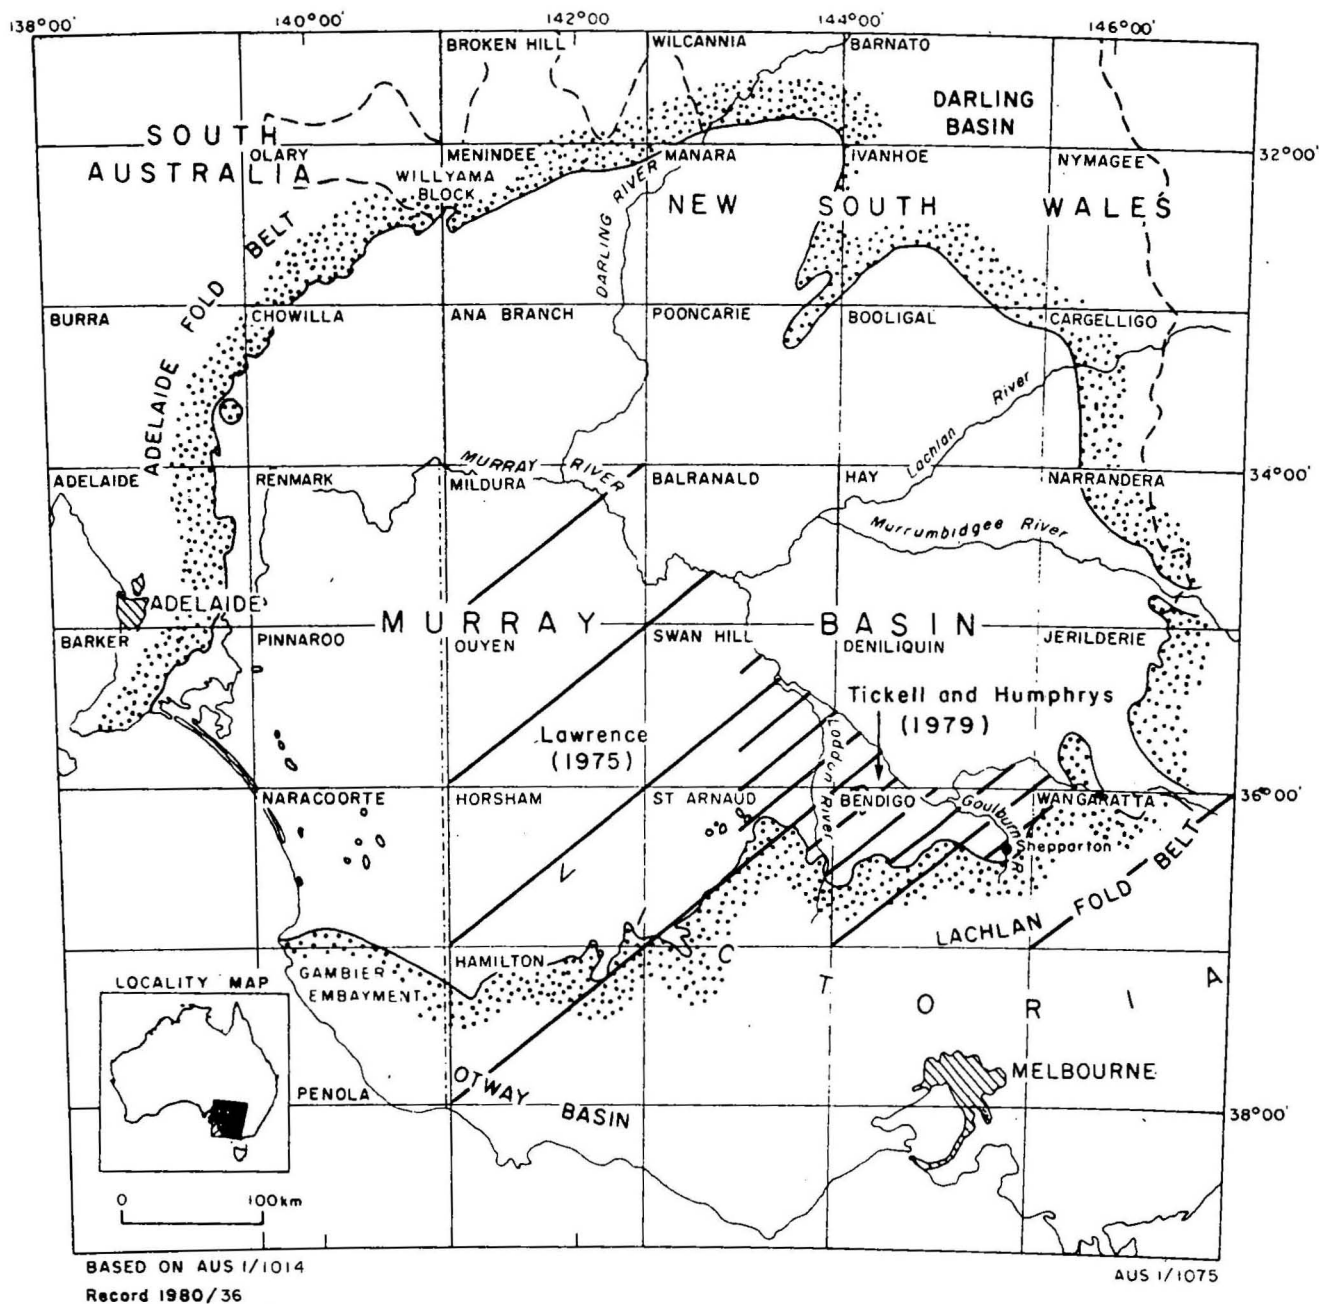 138°00' 140°00' 142°00' 144°00' 146°00'
BROKEN HILL WILCANNIA BARNATO
DARLING
BASIN
SOUTH
AUSTRALIA
OLARY MENINDEE MANARA IVANHOE NYMAGEE 32°00'
WILLYAMA
BLOCK
NEW SOUTH WALES
DARLING RIVER
ADELAIDE FOLD BELT
BURRA CHOWILLA ANA BRANCH POONCARIE BOOLIGAL CARGELLIGO
ADELAIDE FOLD BELT
Lachlan River
MURRAY RIVER
ADELAIDE RENMARK MILDURA BALRANALD HAY NARRANDERA 34°00'
Murrumbidgee River
ADELAIDE
MURRAY BASIN
BARKER PINNAROO OUYEN SWAN HILL DENILIQUIN JERILDERIE
Tickell and Humphrys
(1979)
Lawrence
(1975)
Loddon River
NARACOORTE HORSHAM ST ARNAUD BENDIGO WANGARATTA 36°00'
Goulburn R
Shepparton
LACHLAN FOLD BELT
VICTORIA
HAMILTON
GAMBIER
EMBAYMENT
LOCALITY MAP
MELBOURNE
PENOLA
OTWAY BASIN
38°00'
0 100km
BASED ON AUS 1/1014
AUS 1/1075
Record 1980/36